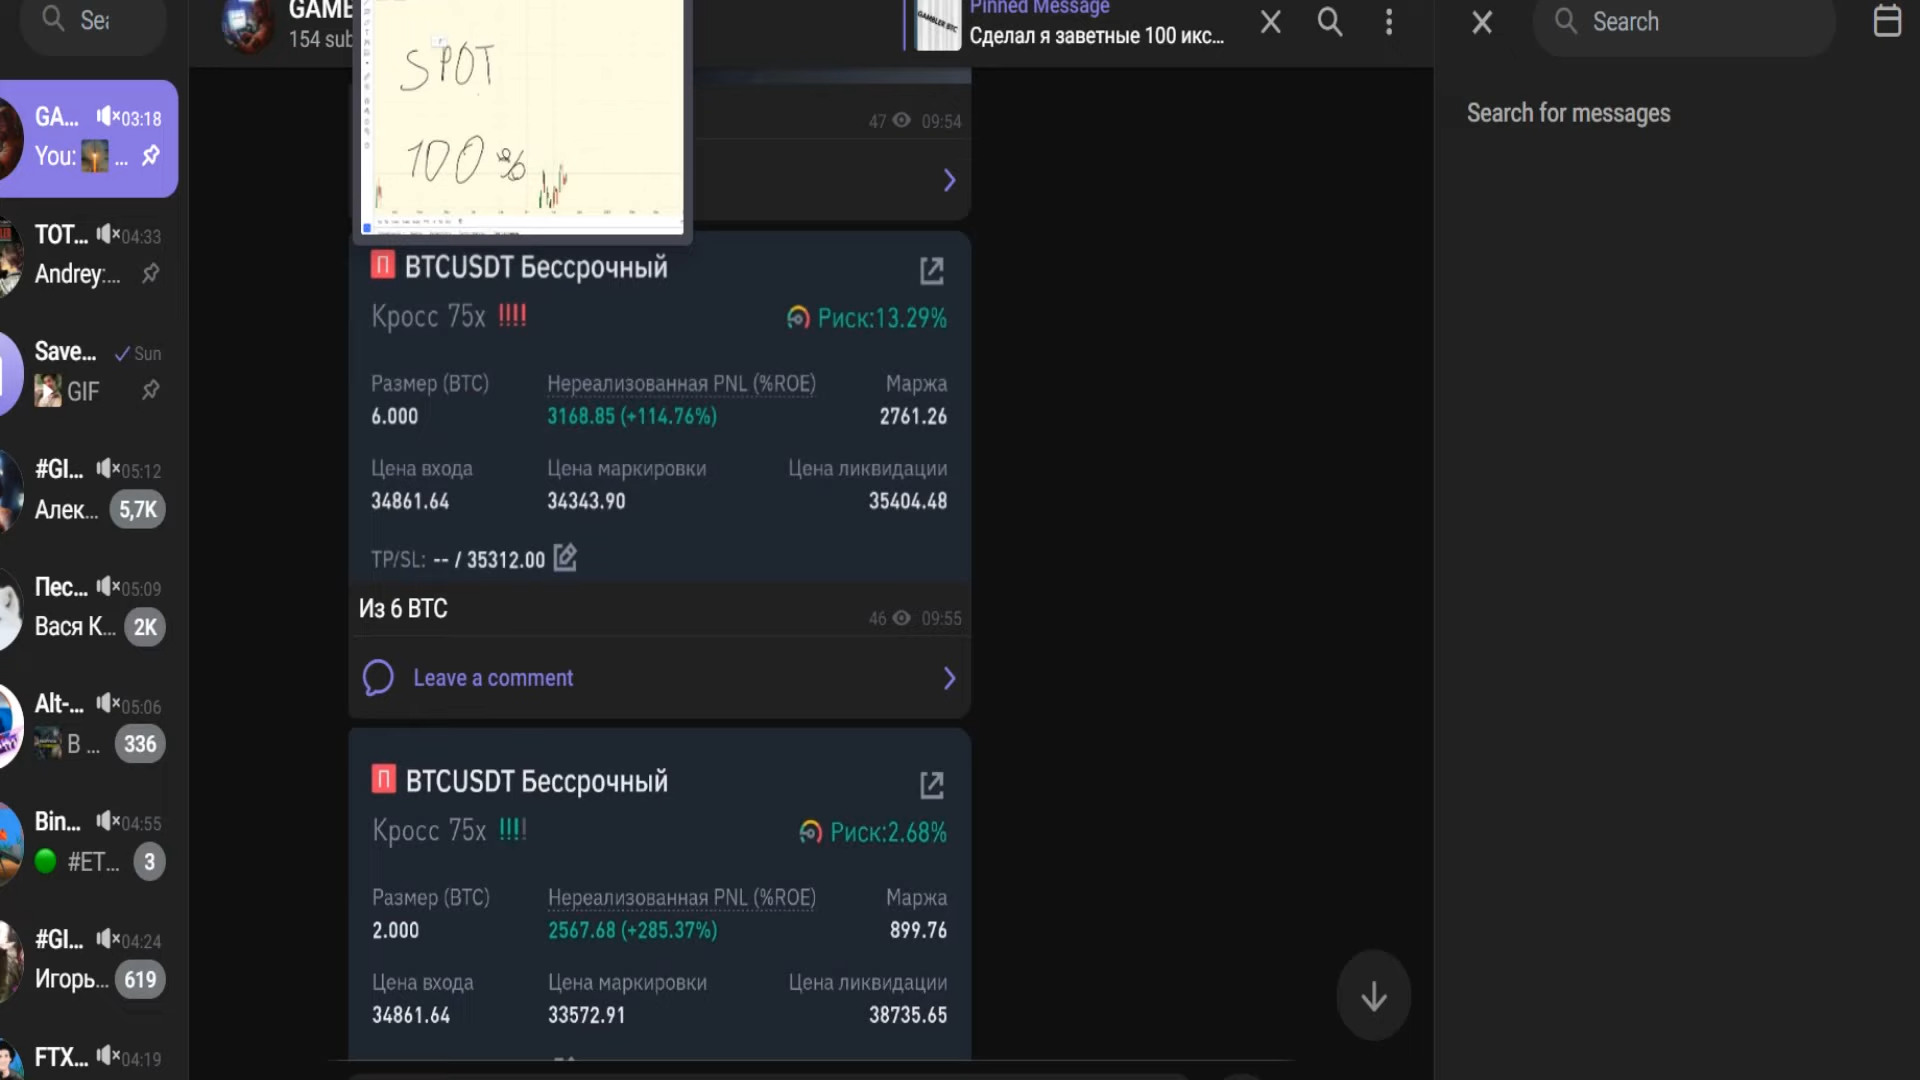 Sea
GA... 03:18
You: ...
TOT... 04:33
Andrey:...
Save... Sun
GIF
#GI... 05:12
Алек... 5,7K
Пес... 05:09
Вася К... 2K
Alt-... 05:06
В ... 336
Bin... 04:55
#ET... 3
#GI... 04:24
Игорь... 619
FTX... 04:19
GAMB
154 sub
SPOT
100 %
Pinned Message
GAMBLER BTC
Сделал я заветные 100 икс...
47 09:54
П BTCUSDT Бессрочный
Кросс 75x !!!! Риск:13.29%
Размер (BTC) Нереализованная PNL (%ROE) Маржа
6.000 3168.85 (+114.76%) 2761.26
Цена входа Цена маркировки Цена ликвидации
34861.64 34343.90 35404.48
TP/SL: -- / 35312.00
Из 6 BTC
46 09:55
Leave a comment
П BTCUSDT Бессрочный
Кросс 75x !!!! Риск:2.68%
Размер (BTC) Нереализованная PNL (%ROE) Маржа
2.000 2567.68 (+285.37%) 899.76
Цена входа Цена маркировки Цена ликвидации
34861.64 33572.91 38735.65
Search
Search for messages